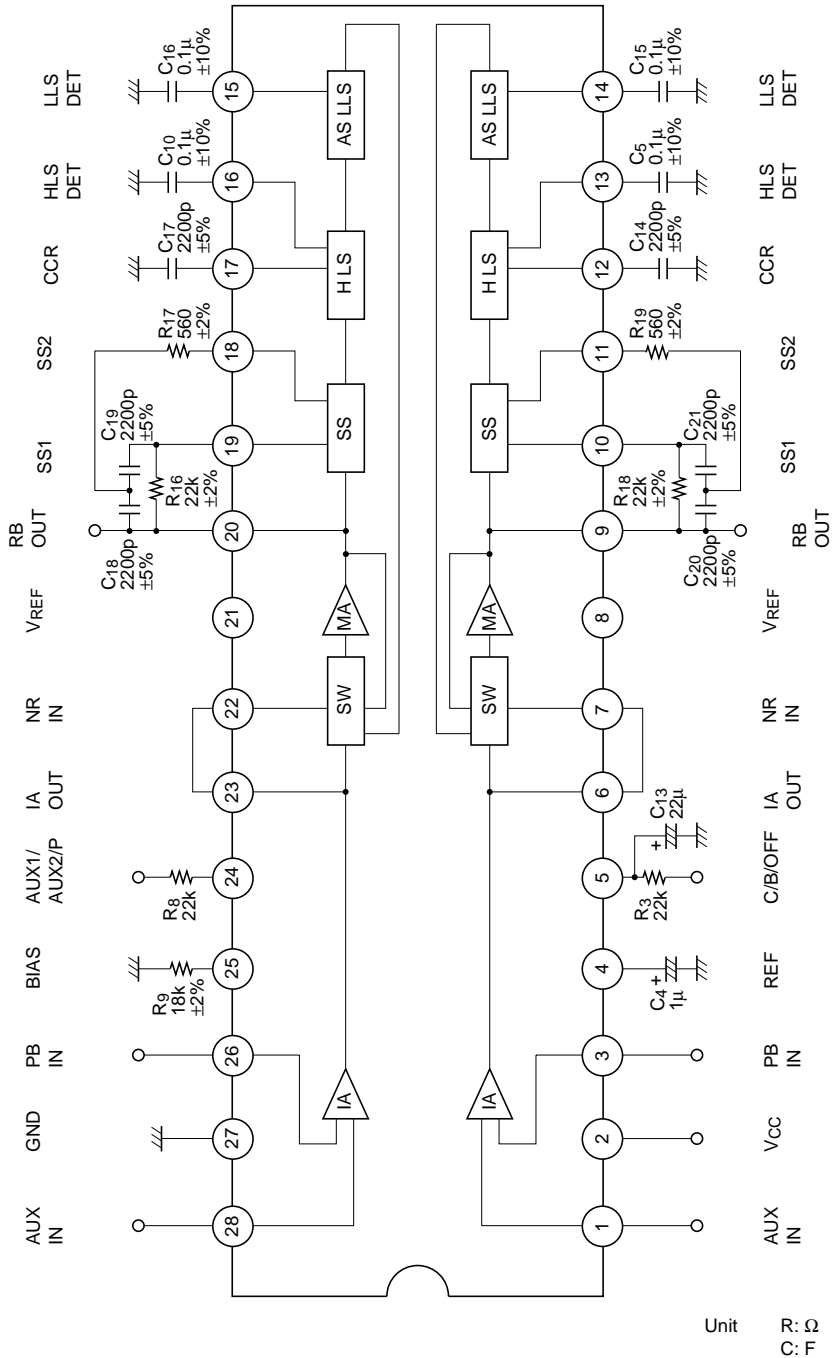 LLS
DET
HLS
DET
CCR
SS2
SS1
RB
OUT
VREF
NR
IN
IA
OUT
AUX1/
AUX2/P
BIAS
PB
IN
GND
AUX
IN
C16
0.1µ
±10%
C10
0.1µ
±10%
C17
2200p
±5%
R17
560
±2%
C19
2200p
±5%
R16
22k
±2%
C18
2200p
±5%
R8
22k
R9
18k
±2%
15
16
17
18
19
20
21
22
23
24
25
26
27
28
AS LLS
H LS
SS
MA
SW
IA
AS LLS
H LS
SS
MA
SW
IA
14
13
12
11
10
9
8
7
6
5
4
3
2
1
C15
0.1µ
±10%
C5
0.1µ
±10%
C14
2200p
±5%
R19
560
±2%
C21
2200p
±5%
R18
22k
±2%
C20
2200p
±5%
C13
22µ
+
R3
22k
C4
+
1µ
LLS
DET
HLS
DET
CCR
SS2
SS1
RB
OUT
VREF
NR
IN
IA
OUT
C/B/OFF
REF
PB
IN
VCC
AUX
IN
Unit R: Ω
C: F